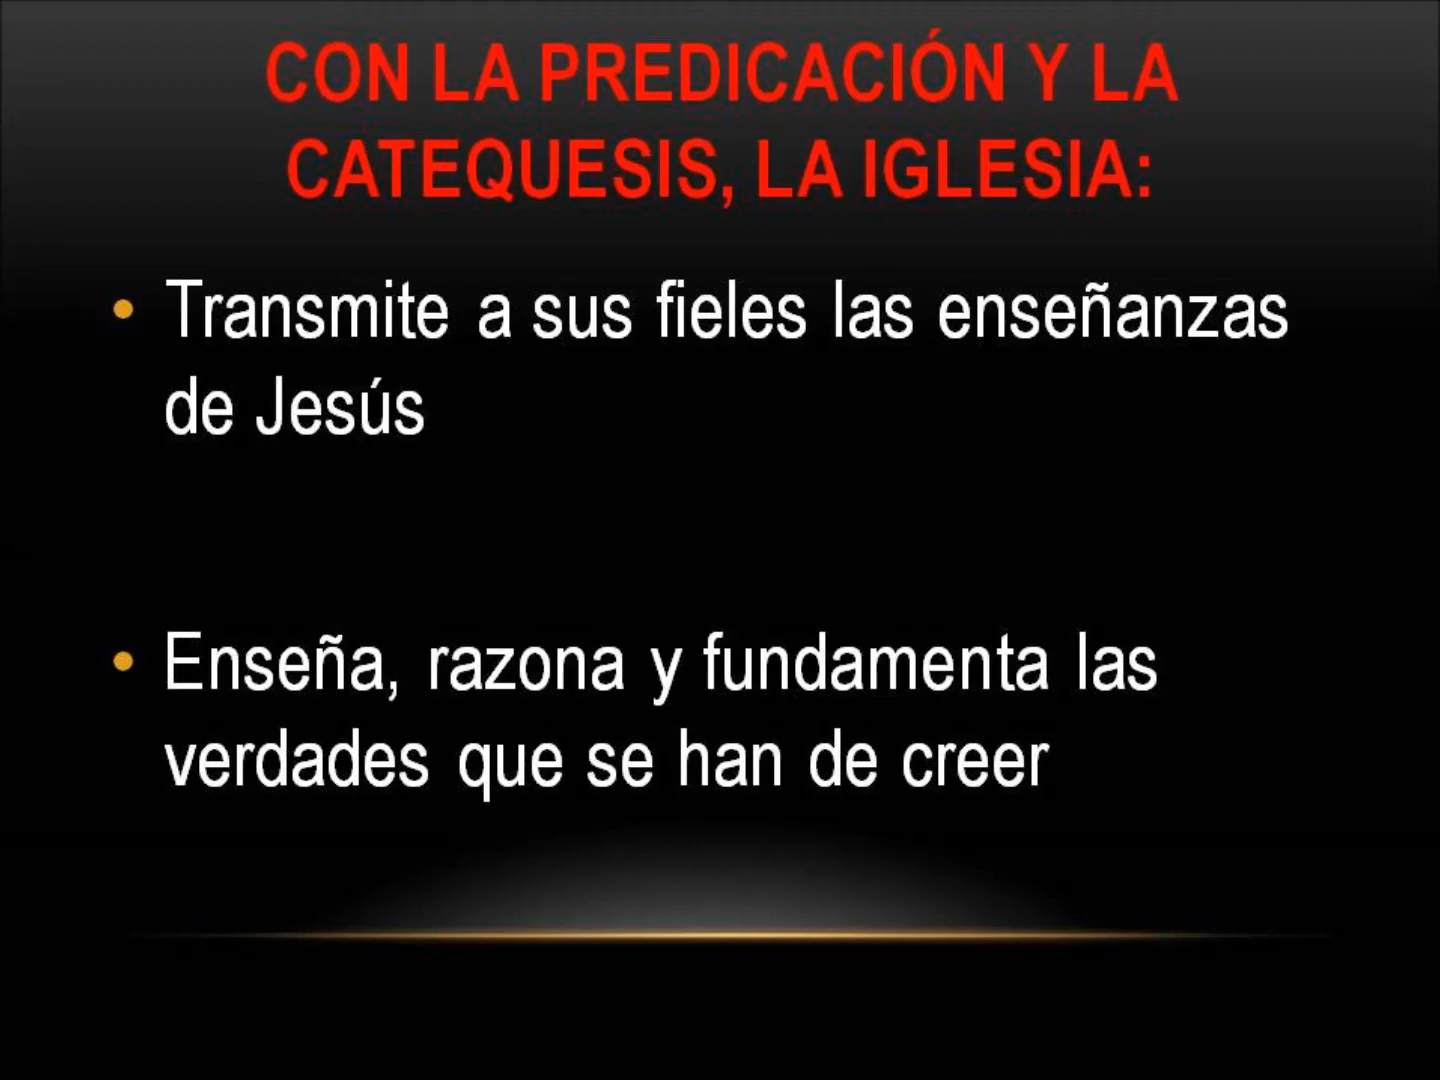 CON LA PREDICACIÓN Y LA
CATEQUESIS, LA IGLESIA:
• Transmite a sus fieles las enseñanzas
de Jesús
• Enseña, razona y fundamenta las
verdades que se han de creer